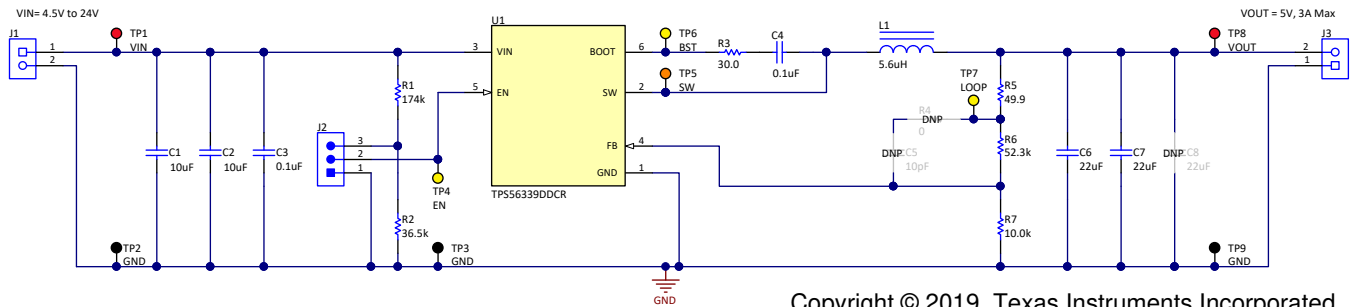 VIN= 4.5V to 24V
VOUT = 5V, 3A Max
J1
1
2
TP1
VIN
U1
3
VIN
BOOT
6
TP6
BST
R3
30.0
C4
0.1uF
L1
5.6uH
TP8
VOUT
2
1
J3
TP5
SW
2
SW
5
EN
R1
174k
TP7
LOOP
R5
49.9
R4
0
DNP
J2
3
2
1
C1
10uF
C2
10uF
C3
0.1uF
FB
4
DNP
C5
10pF
R6
52.3k
C6
22uF
C7
22uF
DNP
C8
22uF
GND
1
TP4
EN
TPS56339DDCR
R2
36.5k
R7
10.0k
TP2
GND
TP3
GND
TP9
GND
GND
Copyright © 2019, Texas Instruments Incorporated